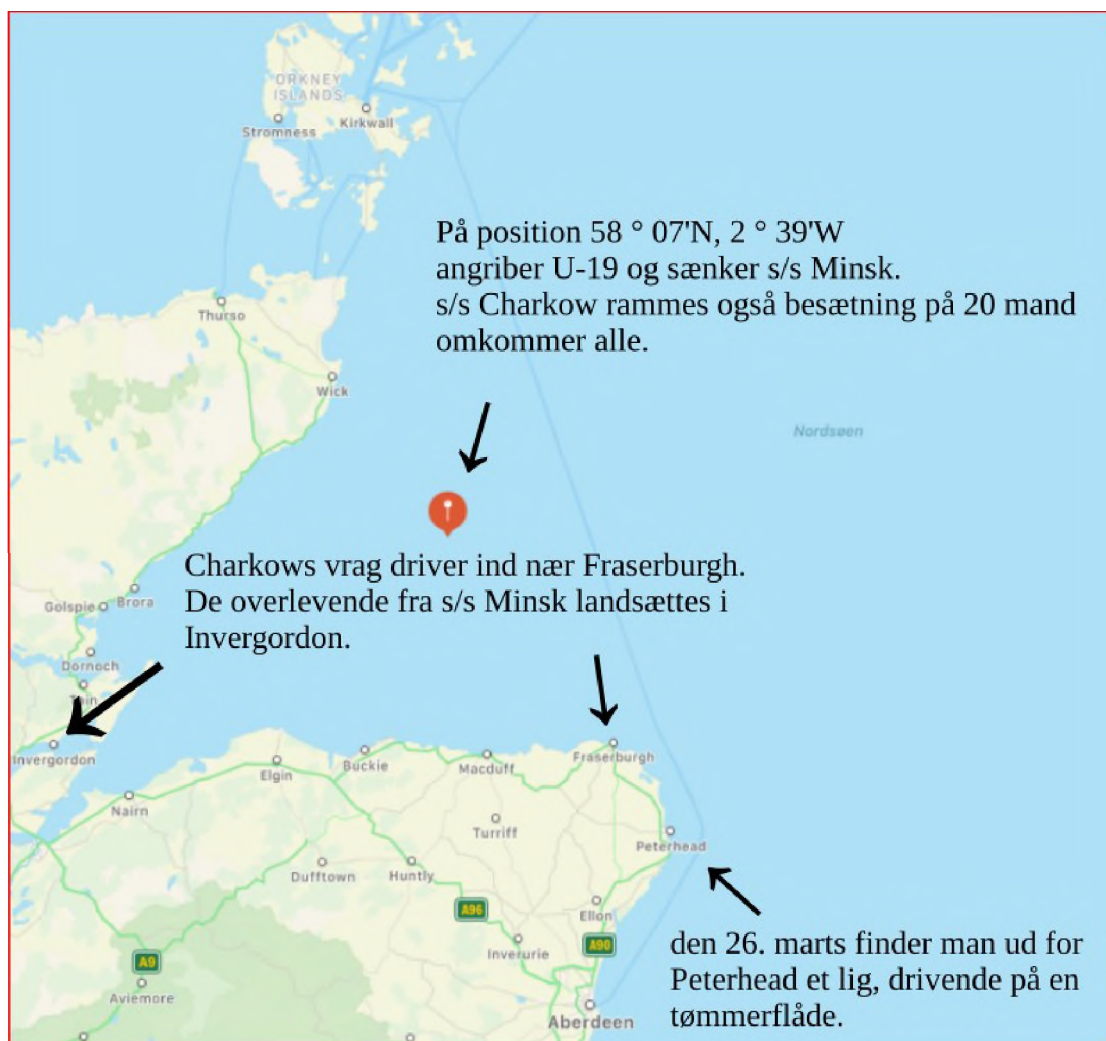 ORKNEY
ISLANDS
Stromness
Kirkwall
På position 58 ° 07'N, 2 ° 39'W
angriber U-19 og sænker s/s Minsk.
s/s Charkow rammes også besætning på 20 mand
omkommer alle.
Thurso
Wick
Nordsøen
Charkows vrag driver ind nær Fraserburgh.
De overlevende fra s/s Minsk landsættes i
Invergordon.
Golspie
Brora
Dornoch
Tain
Invergordon
Elgin
Buckie
Macduff
Fraserburgh
Nairn
Turriff
Peterhead
Dufftown
Huntly
A96
Ellon
A90
Inverurie
A9
Aviemore
Aberdeen
den 26. marts finder man ud for
Peterhead et lig, drivende på en
tømmerflåde.